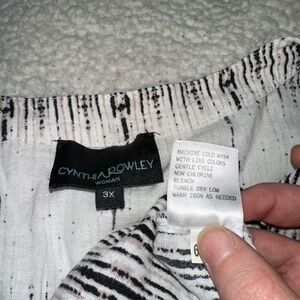 CYNTHIA ROWLEY
WOMAN
3X
MACHINE COLD WASH
WITH LIKE COLORS
GENTLE CYCLE
NON CHLORINE
BLEACH
TUMBLE DRY LOW
WARM IRON AS NEEDED